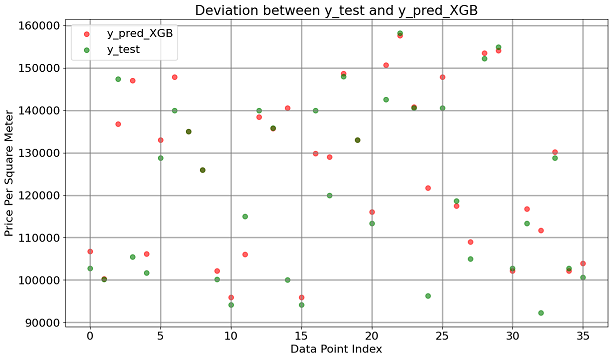 Deviation between y_test and y_pred_XGB
y_pred_XGB
y_test
Price Per Square Meter
160000
150000
140000
130000
120000
110000
100000
90000
0 5 10 15 20 25 30 35
Data Point Index